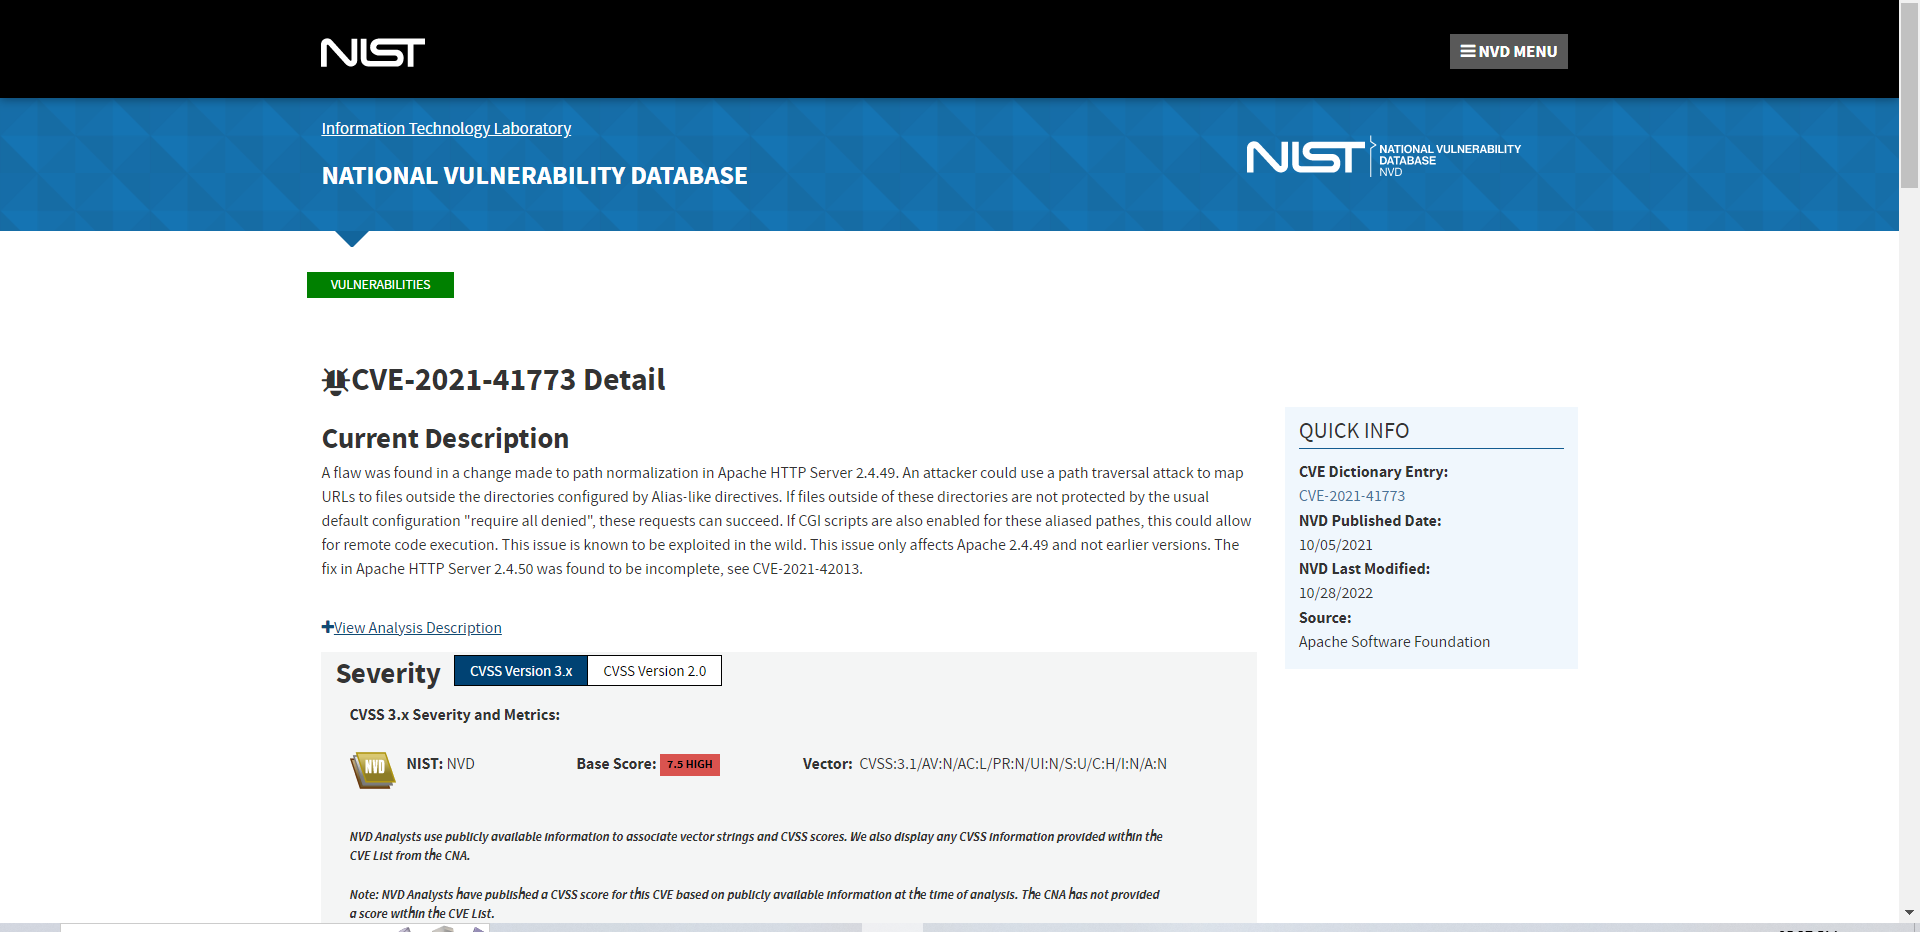 NIST
NVD MENU
Information Technology Laboratory
NATIONAL VULNERABILITY DATABASE
NIST
NATIONAL VULNERABILITY
DATABASE
NVD
VULNERABILITIES
CVE-2021-41773 Detail
Current Description
A flaw was found in a change made to path normalization in Apache HTTP Server 2.4.49. An attacker could use a path traversal attack to map
URLs to files outside the directories configured by Alias-like directives. If files outside of these directories are not protected by the usual
default configuration "require all denied", these requests can succeed. If CGI scripts are also enabled for these aliased pathes, this could allow
for remote code execution. This issue is known to be exploited in the wild. This issue only affects Apache 2.4.49 and not earlier versions. The
fix in Apache HTTP Server 2.4.50 was found to be incomplete, see CVE-2021-42013.
View Analysis Description
Severity
CVSS Version 3.x
CVSS Version 2.0
CVSS 3.x Severity and Metrics:
NVD
NIST: NVD
Base Score: 7.5 HIGH
Vector: CVSS:3.1/AV:N/AC:L/PR:N/UI:N/S:U/C:H/I:N/A:N
NVD Analysts use publicly available information to associate vector strings and CVSS scores. We also display any CVSS information provided within the
CVE List from the CNA.
Note: NVD Analysts have published a CVSS score for this CVE based on publicly available information at the time of analysis. The CNA has not provided
a score within the CVE List.
QUICK INFO
CVE Dictionary Entry:
CVE-2021-41773
NVD Published Date:
10/05/2021
NVD Last Modified:
10/28/2022
Source:
Apache Software Foundation